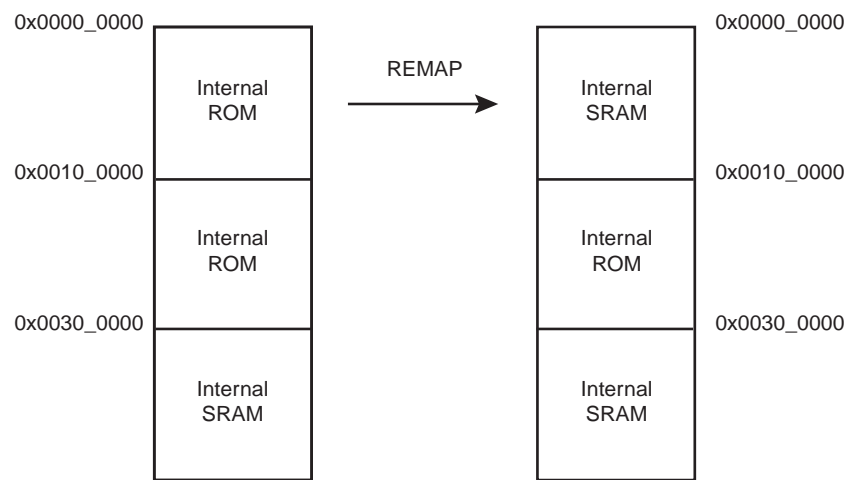 0x0000_0000
Internal
ROM
0x0010_0000
Internal
ROM
0x0030_0000
Internal
SRAM
REMAP
0x0000_0000
Internal
SRAM
0x0010_0000
Internal
ROM
0x0030_0000
Internal
SRAM